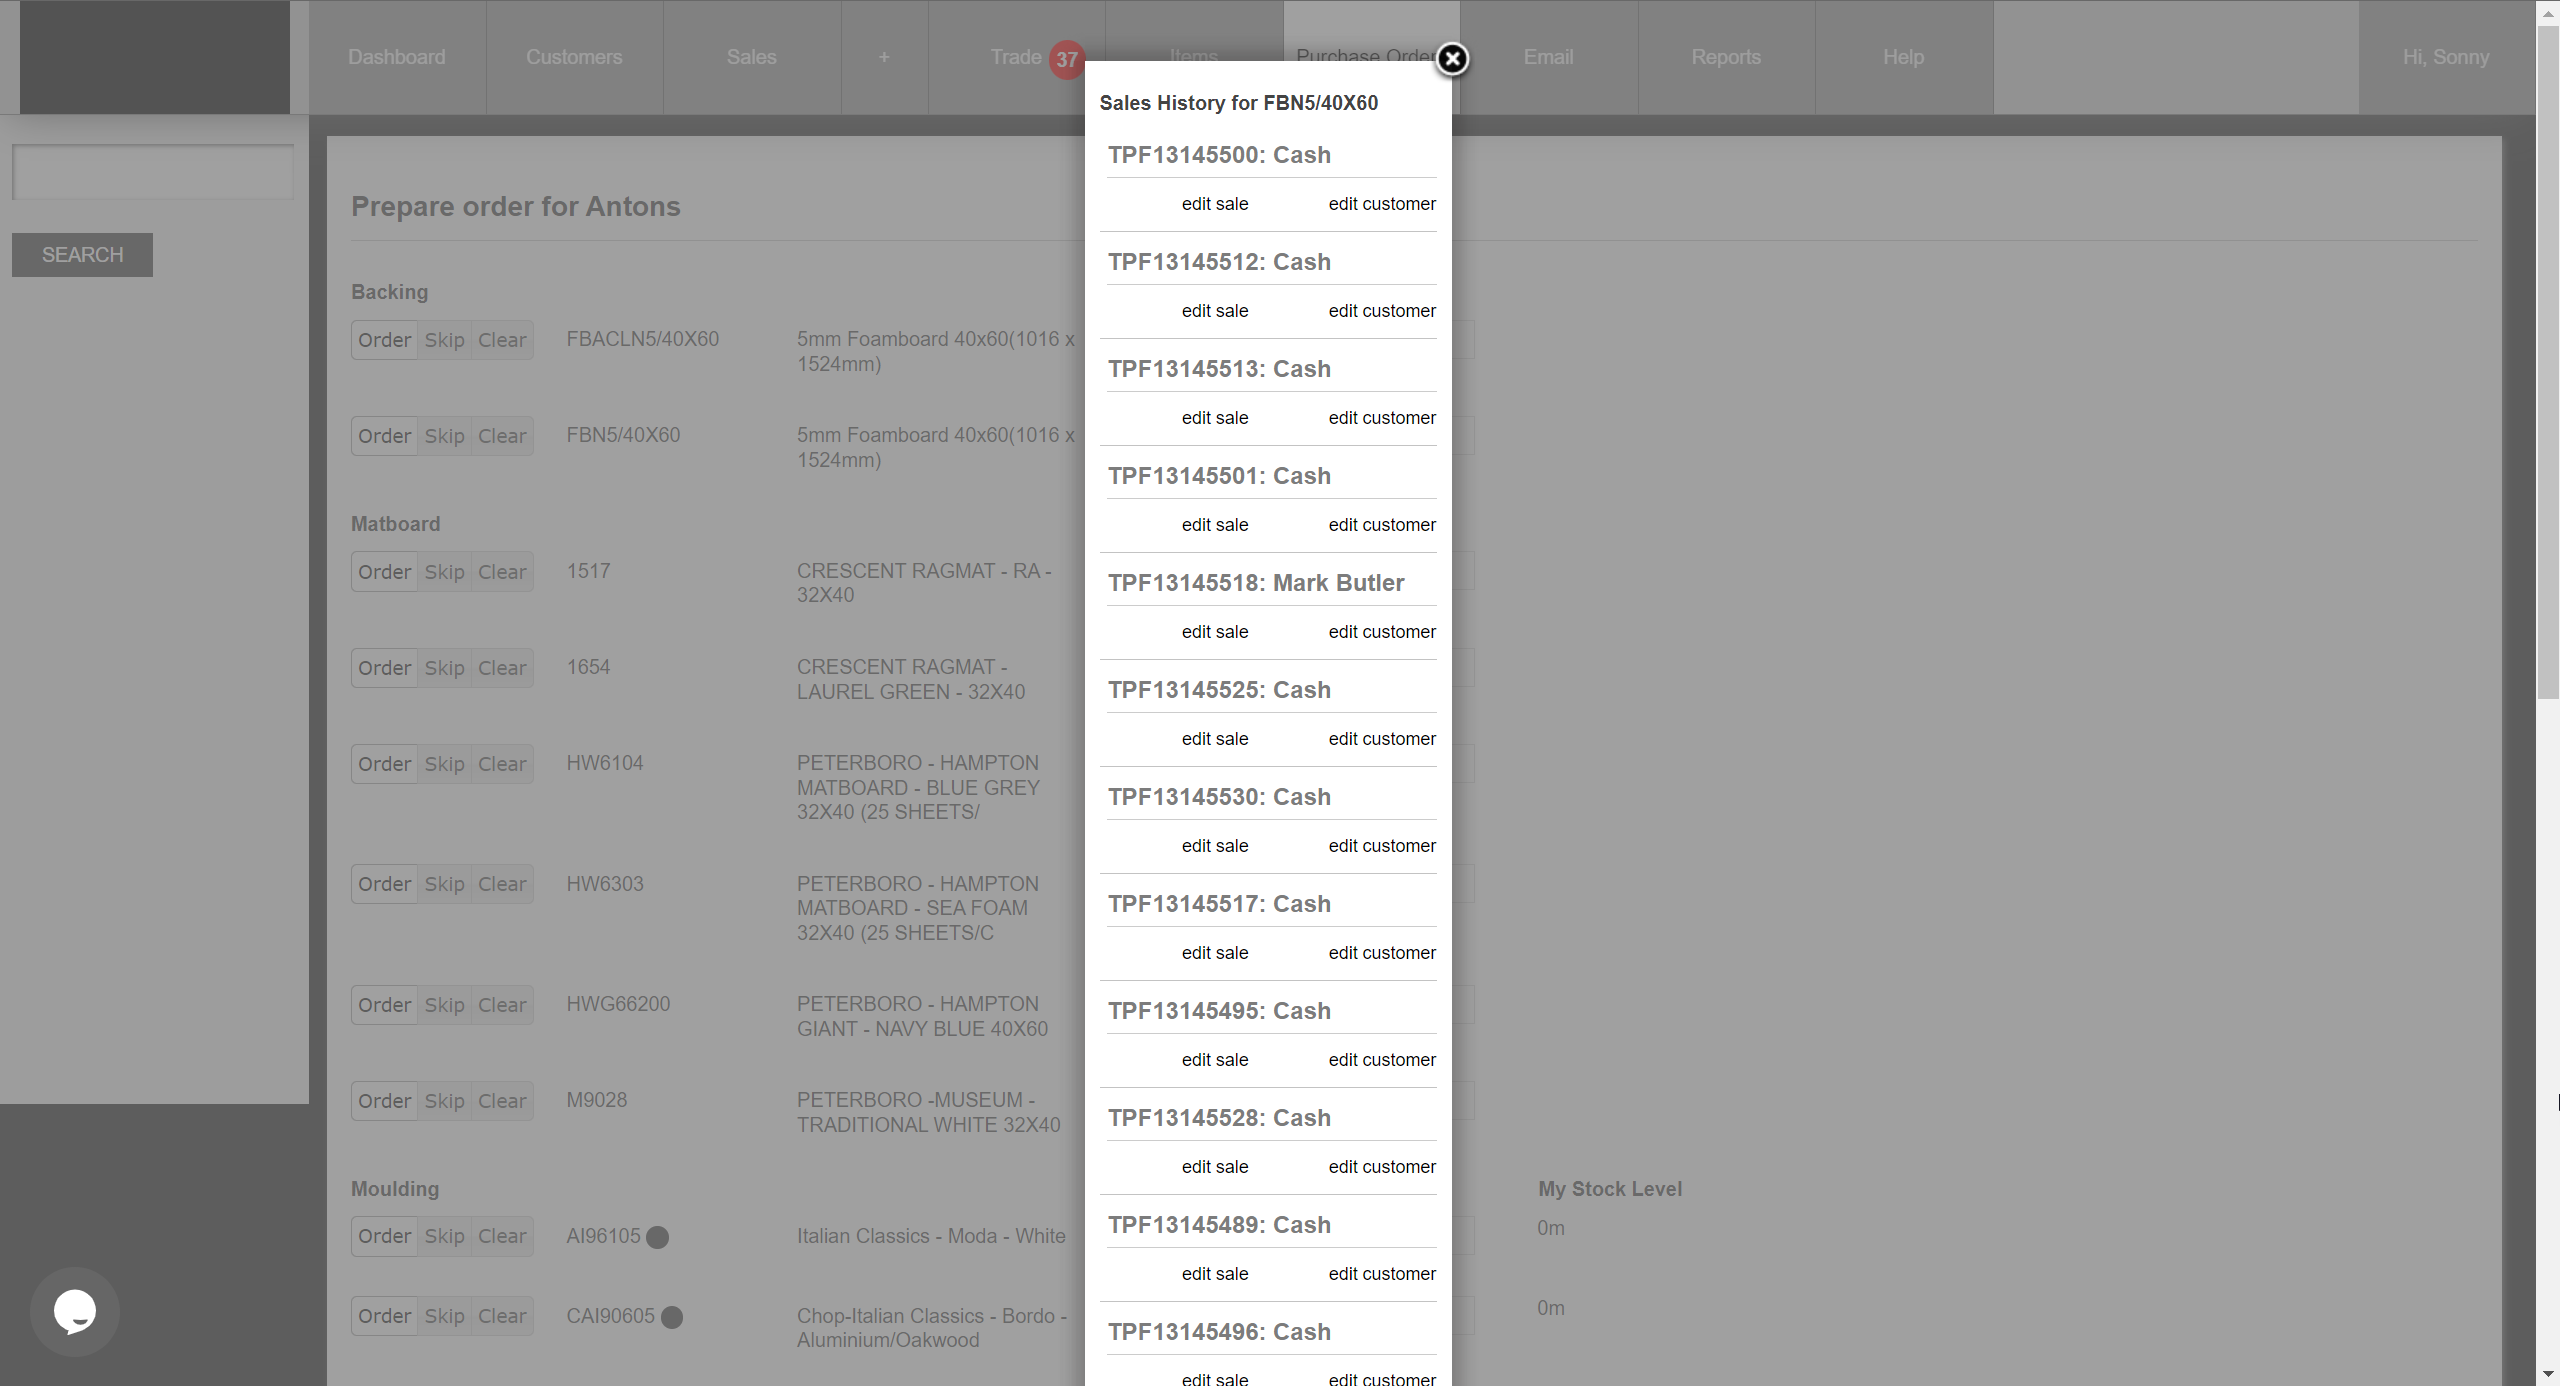 Dashboard
Customers
Sales
+
Trade 37
Items
Purchase Order
Email
Reports
Help
Hi, Sonny
SEARCH
Prepare order for Antons
Backing
Order Skip Clear FBACLN5/40X60 5mm Foamboard 40x60(1016 x
1524mm)
Order Skip Clear FBN5/40X60 5mm Foamboard 40x60(1016 x
1524mm)
Matboard
Order Skip Clear 1517 CRESCENT RAGMAT - RA -
32X40
Order Skip Clear 1654 CRESCENT RAGMAT -
LAUREL GREEN - 32X40
Order Skip Clear HW6104 PETERBORO - HAMPTON
MATBOARD - BLUE GREY
32X40 (25 SHEETS/
Order Skip Clear HW6303 PETERBORO - HAMPTON
MATBOARD - SEA FOAM
32X40 (25 SHEETS/C
Order Skip Clear HWG66200 PETERBORO - HAMPTON
GIANT - NAVY BLUE 40X60
Order Skip Clear M9028 PETERBORO -MUSEUM -
TRADITIONAL WHITE 32X40
Moulding My Stock Level
Order Skip Clear AI96105 Italian Classics - Moda - White 0m
Order Skip Clear CAI90605 Chop-Italian Classics - Bordo - 0m
Aluminium/Oakwood
Sales History for FBN5/40X60
TPF13145500: Cash
edit sale edit customer
TPF13145512: Cash
edit sale edit customer
TPF13145513: Cash
edit sale edit customer
TPF13145501: Cash
edit sale edit customer
TPF13145518: Mark Butler
edit sale edit customer
TPF13145525: Cash
edit sale edit customer
TPF13145530: Cash
edit sale edit customer
TPF13145517: Cash
edit sale edit customer
TPF13145495: Cash
edit sale edit customer
TPF13145528: Cash
edit sale edit customer
TPF13145489: Cash
edit sale edit customer
TPF13145496: Cash
edit sale edit customer